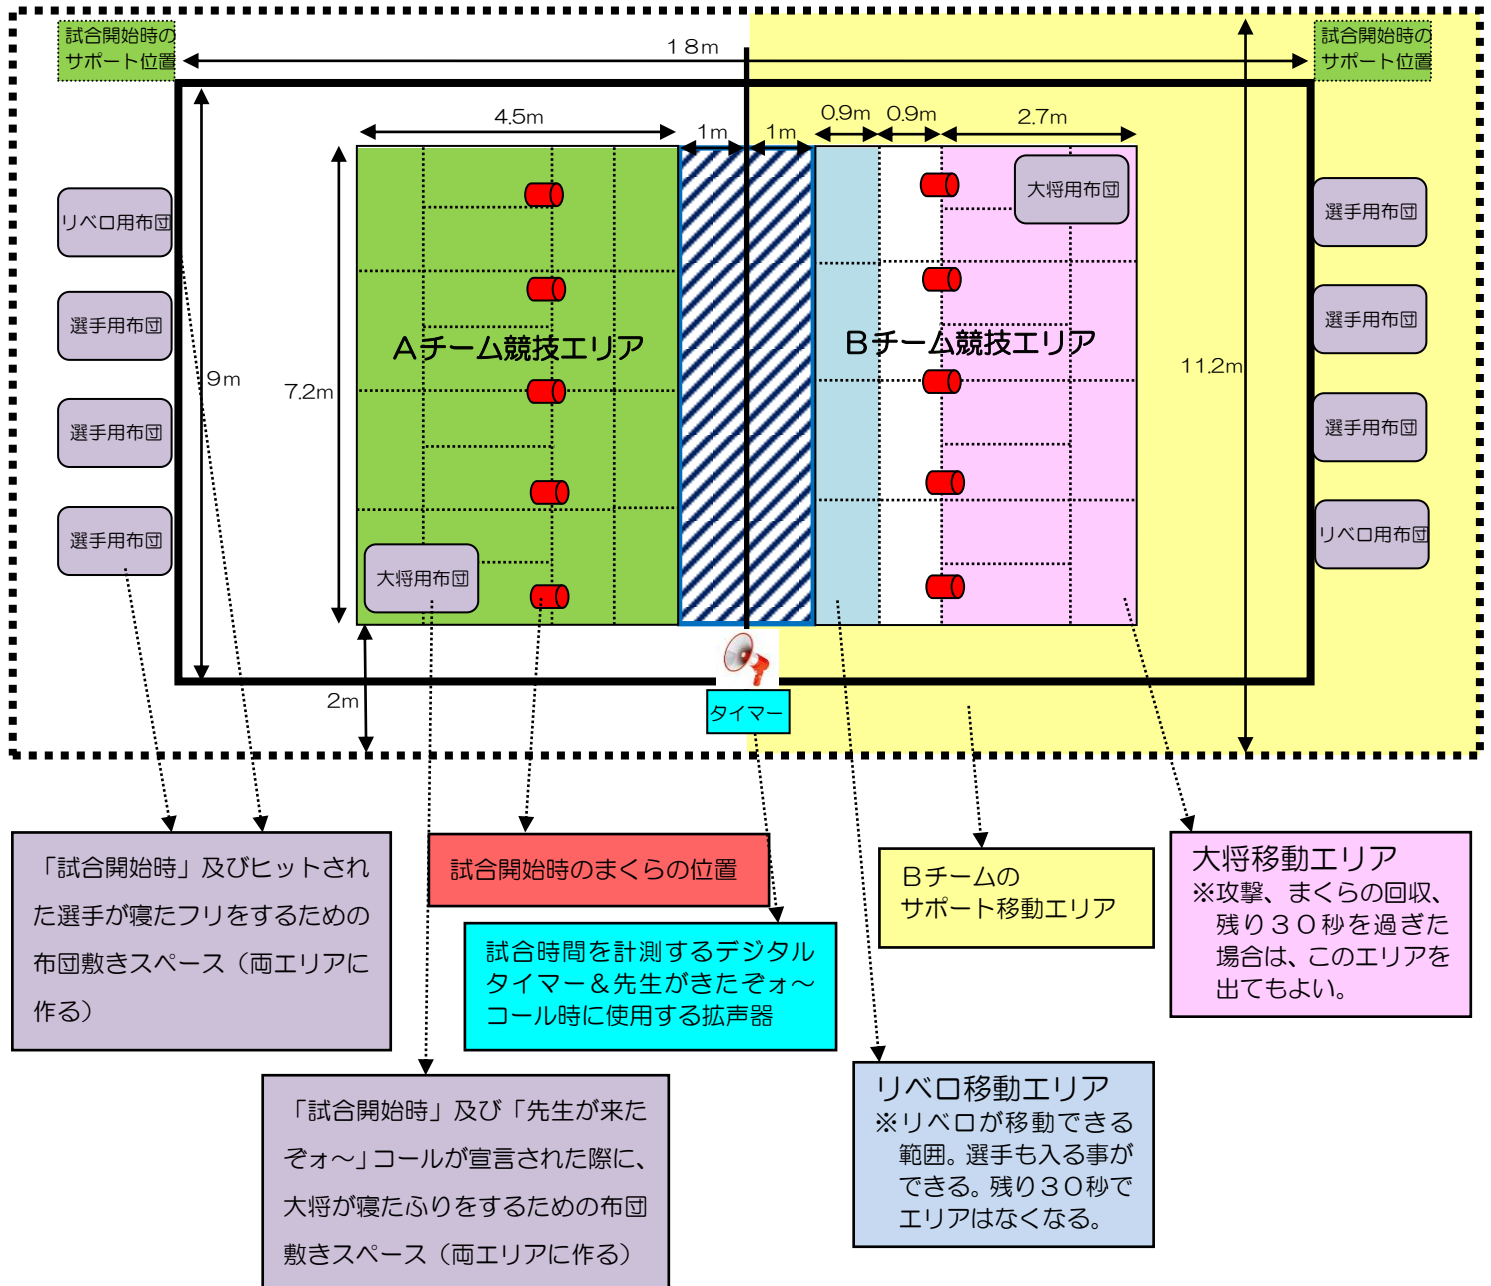 試合開始時の
サポート位置
18m
試合開始時の
サポート位置
4.5m
1m
1m
0.9m
0.9m
2.7m
リベロ用布団
大将用布団
選手用布団
選手用布団
選手用布団
Aチーム競技エリア
Bチーム競技エリア
9m
7.2m
11.2m
選手用布団
選手用布団
選手用布団
リベロ用布団
大将用布団
2m
タイマー
「試合開始時」及びヒットされ
た選手が寝たフリをするための
布団敷きスペース（両エリアに
作る）
試合開始時のまくらの位置
試合時間を計測するデジタル
タイマー＆先生がきたぞォ～
コール時に使用する拡声器
Bチームの
サポート移動エリア
大将移動エリア
※攻撃、まくらの回収、
残り30秒を過ぎた
場合は、このエリアを
出てもよい。
「試合開始時」及び「先生が来た
ぞォ～」コールが宣言された際に、
大将が寝たふりをするための布団
敷きスペース（両エリアに作る）
リベロ移動エリア
※リベロが移動できる
範囲。選手も入る事が
できる。残り30秒で
エリアはなくなる。